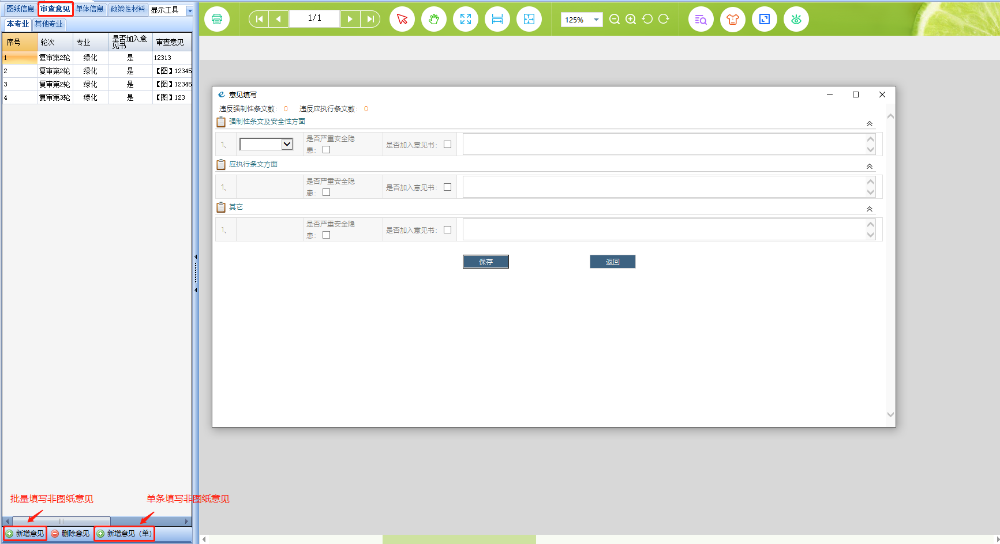 图纸信息 审查意见 单体信息 政策性材料 显示工具
本专业 其他专业
序号 轮次 专业 是否加入意见书 审查意见
1 复审第2轮 绿化 是 12313
2 复审第2轮 绿化 是 【图】12345
3 复审第2轮 绿化 是 【图】12345
4 复审第3轮 绿化 是 【图】123
1/1
125%
意见填写
违反强制性条文数: 0 违反应执行条文数: 0
强制性条文及安全性方面
1、 是否严重安全隐患: 是否加入意见书:
应执行条文方面
1、 是否严重安全隐患: 是否加入意见书:
其它
1、 是否严重安全隐患: 是否加入意见书:
保存 返回
批量填写非图纸意见 单条填写非图纸意见
新增意见 删除意见 新增意见 (单)